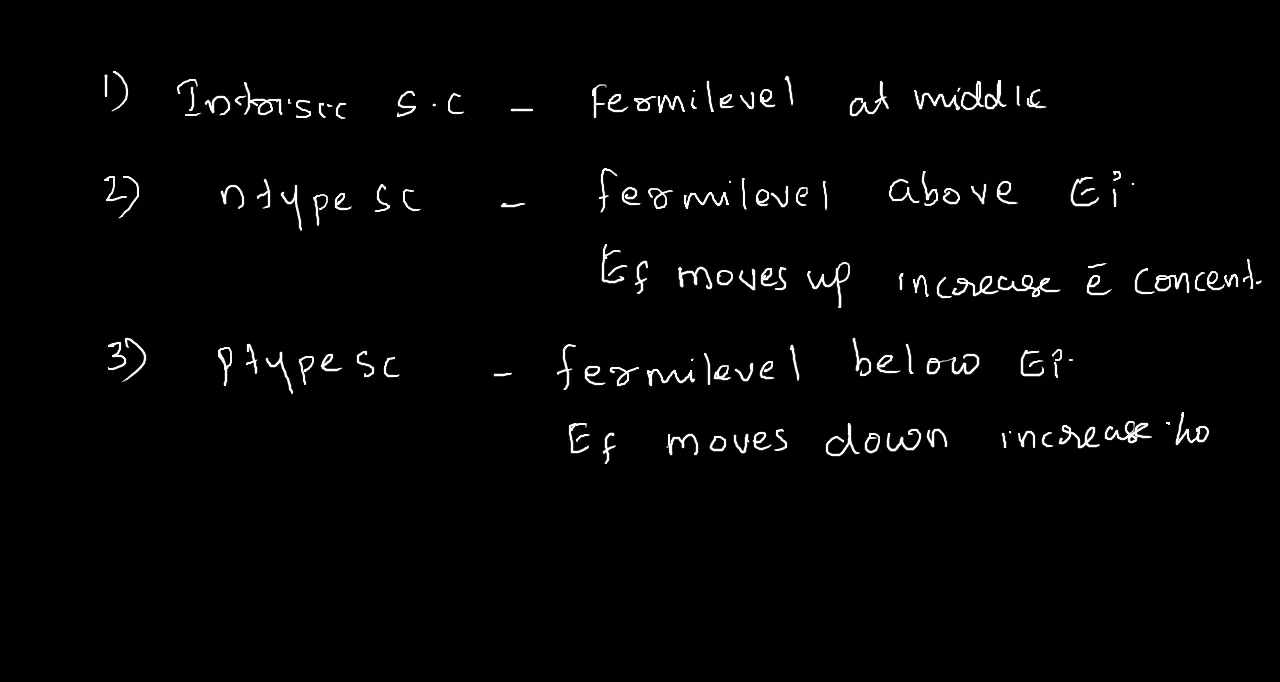 1) Intrisic S.C - Fermilevel at middle
2) ntype SC - fermilevel above Ei
Ef moves up increase ē concent.
3) Ptype SC - fermilevel below Ei
Ef moves down increase ho